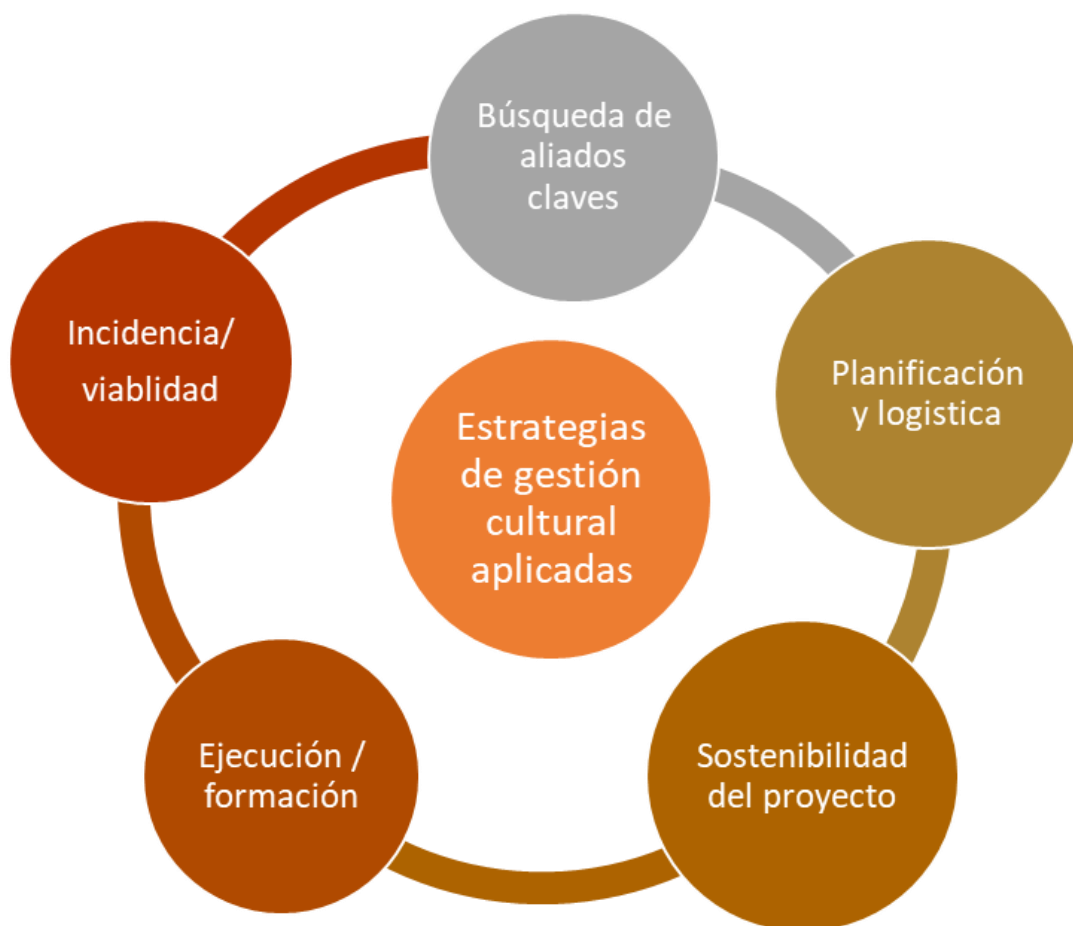 Búsqueda de
aliados
claves
Planificación
y logistica
Sostenibilidad
del proyecto
Ejecución /
formación
Incidencia/
viablidad
Estrategias
de gestión
cultural
aplicadas